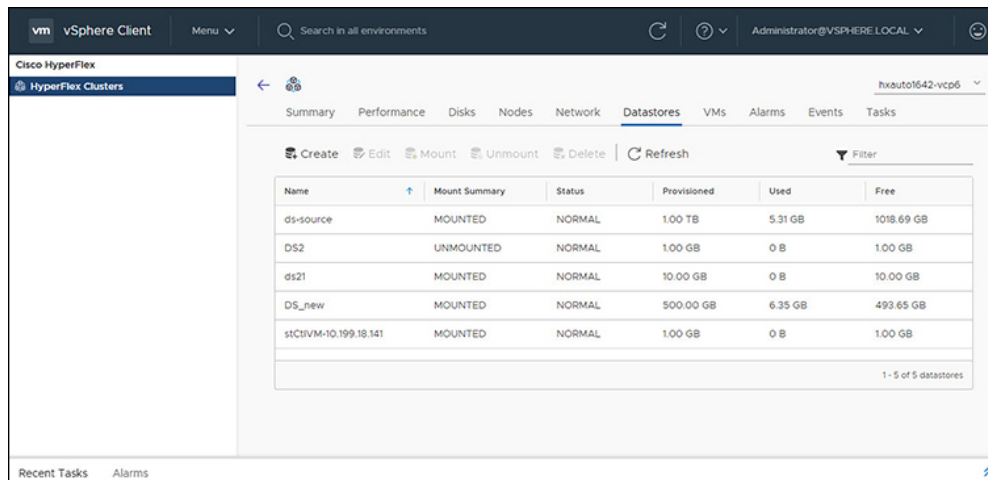 vm vSphere Client Menu Search in all environments Administrator@VSPHERE.LOCAL
Cisco HyperFlex
HyperFlex Clusters
hxauto1642-vcp6
Summary Performance Disks Nodes Network Datastores VMs Alarms Events Tasks
Create Edit Mount Unmount Delete Refresh Filter
Name Mount Summary Status Provisioned Used Free
ds-source MOUNTED NORMAL 1.00 TB 5.31 GB 1018.69 GB
DS2 UNMOUNTED NORMAL 1.00 GB 0 B 1.00 GB
ds21 MOUNTED NORMAL 10.00 GB 0 B 10.00 GB
DS_new MOUNTED NORMAL 500.00 GB 6.35 GB 493.65 GB
stCtlVM-10.199.18.141 MOUNTED NORMAL 1.00 GB 0 B 1.00 GB
1 - 5 of 5 datastores
Recent Tasks Alarms